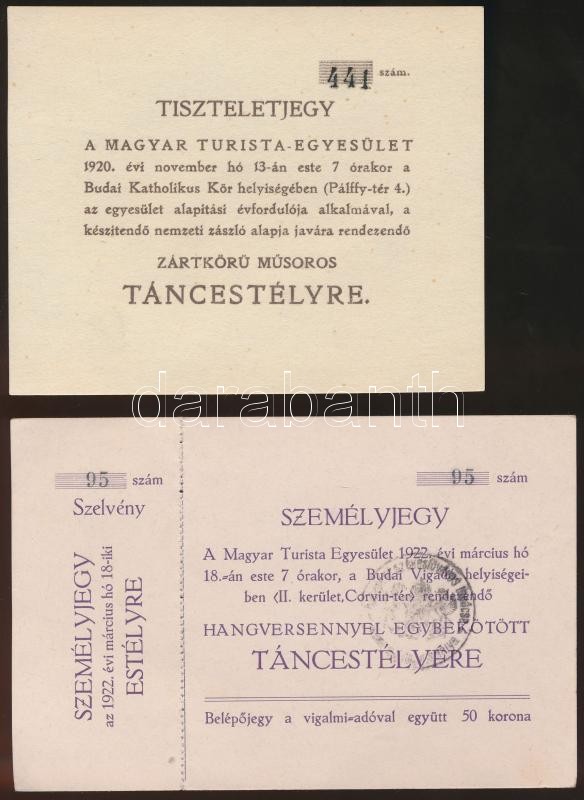 441 szám.
TISZTELETJEGY
A MAGYAR TURISTA-EGYESÜLET
1920. évi november hó 13-án este 7 órakor a
Budai Katholikus Kör helyiségében (Pálffy-tér 4.)
az egyesület alapitási évfordulója alkalmával, a
készitendő nemzeti zászló alapja javára rendezendő
ZÁRTKÖRŰ MŰSOROS
TÁNCESTÉLYRE.
darabanth
95 szám
Szelvény
SZEMÉLYJEGY
az 1922. évi március hó 18-iki
ESTÉLYRE
95 szám
SZEMÉLYJEGY
A Magyar Turista Egyesület 1922. évi március hó
18.-án este 7 órakor, a Budai Vigadó helyiségei-
ben (II. kerület, Corvin-tér) rendezendő
HANGVERSENNYEL EGYBEKÖTÖTT
TÁNCESTÉLYÉRE
Belépőjegy a vigalmi-adóval együtt 50 korona